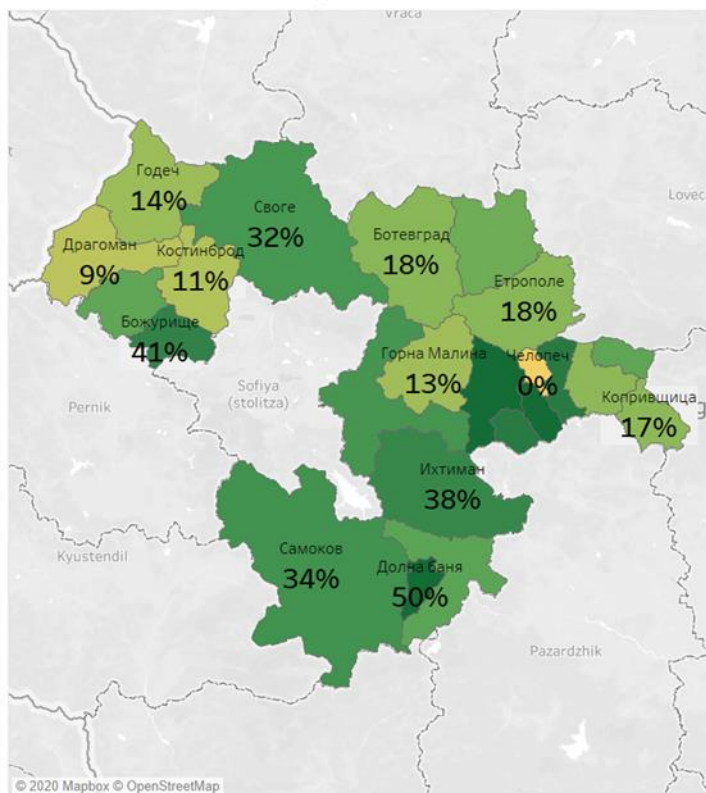 Vraca
Годеч
14%
Lovec
Своге
32%
Ботевград
18%
Драгоман
9%
Костинброд
11%
Етрополе
18%
Божурище
41%
Горна Малина
13%
Челопеч
0%
Sofiya
(stolitza)
Копривщица
17%
Pernik
Ихтиман
38%
Kyustendil
Самоков
34%
Долна баня
50%
Pazardzhik
© 2020 Mapbox © OpenStreetMap